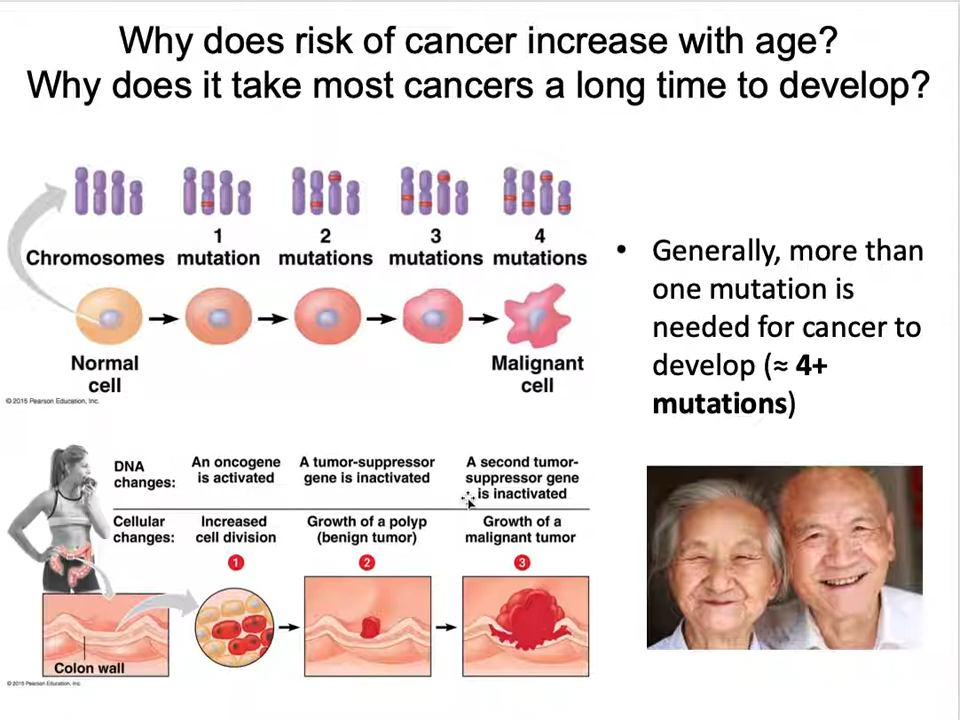 Why does risk of cancer increase with age?
Why does it take most cancers a long time to develop?
Chromosomes
1
mutation
2
mutations
3
mutations
4
mutations
Normal
cell
Malignant
cell
© 2015 Pearson Education, Inc.
• Generally, more than
one mutation is
needed for cancer to
develop (≈ 4+
mutations)
DNA
changes:
An oncogene
is activated
A tumor-suppressor
gene is inactivated
A second tumor-
suppressor gene
is inactivated
Cellular
changes:
Increased
cell division
Growth of a polyp
(benign tumor)
Growth of a
malignant tumor
1
2
3
Colon wall
© 2015 Pearson Education, Inc.